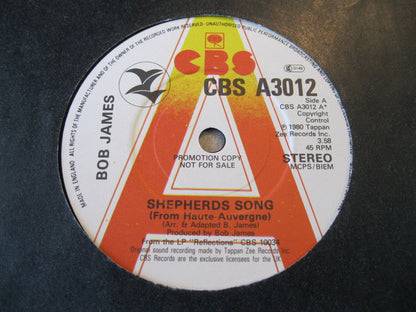 ALL RIGHTS OF THE MANUFACTURER AND OF THE OWNER OF THE RECORDED WORK RESERVED. UNAUTHORISED PUBLIC PERFORMANCE BROADCASTING AND
MADE IN ENGLAND
CBS
CBS A3012
Side A
CBS A3012 A*
Copyright
Control
℗ 1980 Tappan
Zee Records Inc.
3.58
45 RPM
STEREO
MCPS/BIEM
BOB JAMES
PROMOTION COPY
NOT FOR SALE
SHEPHERDS SONG
(From Haute-Auvergne)
(Arr. & Adapted B. James)
Produced by Bob James
From the LP "Reflections" CBS 10034
Original sound recording made by Tappan Zee Records Inc.
CBS Records are the exclusive licensees for the UK
A